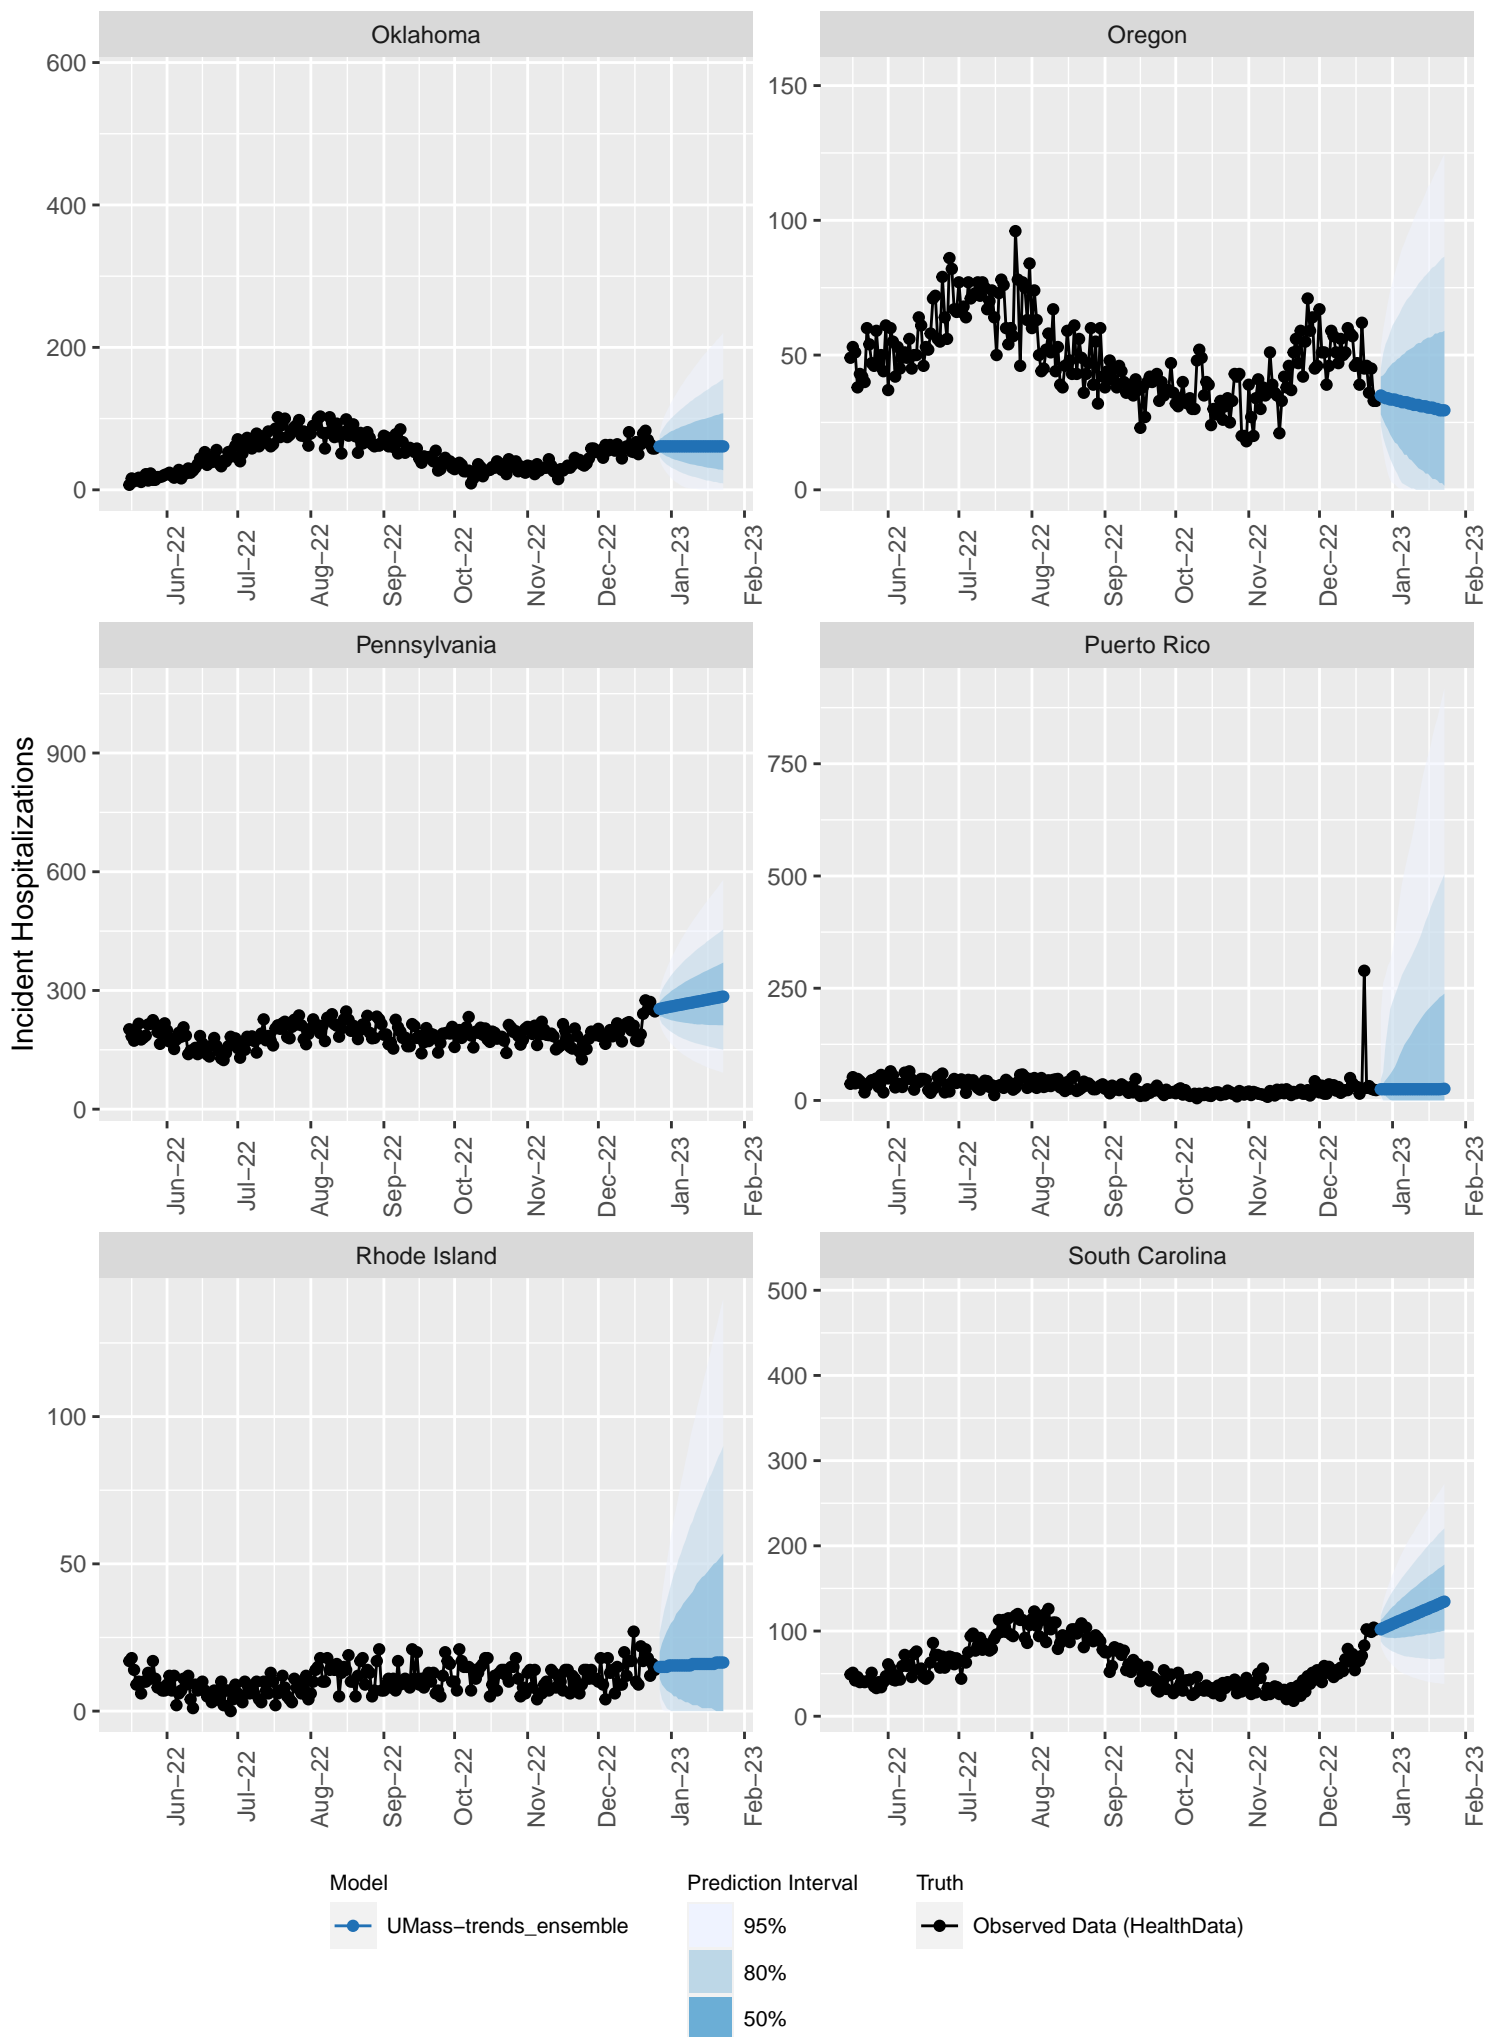 Oklahoma
Oregon
600
400
200
0
150
100
50
0
Jun−22
Jul−22
Aug−22
Sep−22
Oct−22
Nov−22
Dec−22
Jan−23
Feb−23
Jun−22
Jul−22
Aug−22
Sep−22
Oct−22
Nov−22
Dec−22
Jan−23
Feb−23
Incident Hospitalizations
Pennsylvania
Puerto Rico
900
600
300
0
750
500
250
0
Jun−22
Jul−22
Aug−22
Sep−22
Oct−22
Nov−22
Dec−22
Jan−23
Feb−23
Jun−22
Jul−22
Aug−22
Sep−22
Oct−22
Nov−22
Dec−22
Jan−23
Feb−23
Rhode Island
South Carolina
100
50
0
500
400
300
200
100
0
Jun−22
Jul−22
Aug−22
Sep−22
Oct−22
Nov−22
Dec−22
Jan−23
Feb−23
Jun−22
Jul−22
Aug−22
Sep−22
Oct−22
Nov−22
Dec−22
Jan−23
Feb−23
Model
UMass−trends_ensemble
Prediction Interval
95%
80%
50%
Truth
Observed Data (HealthData)